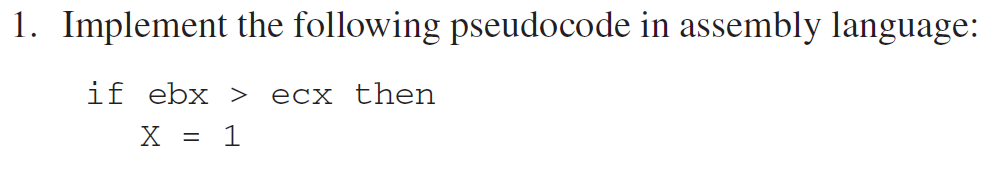 1. Implement the following pseudocode in assembly language:
if ebx > ecx then
X = 1